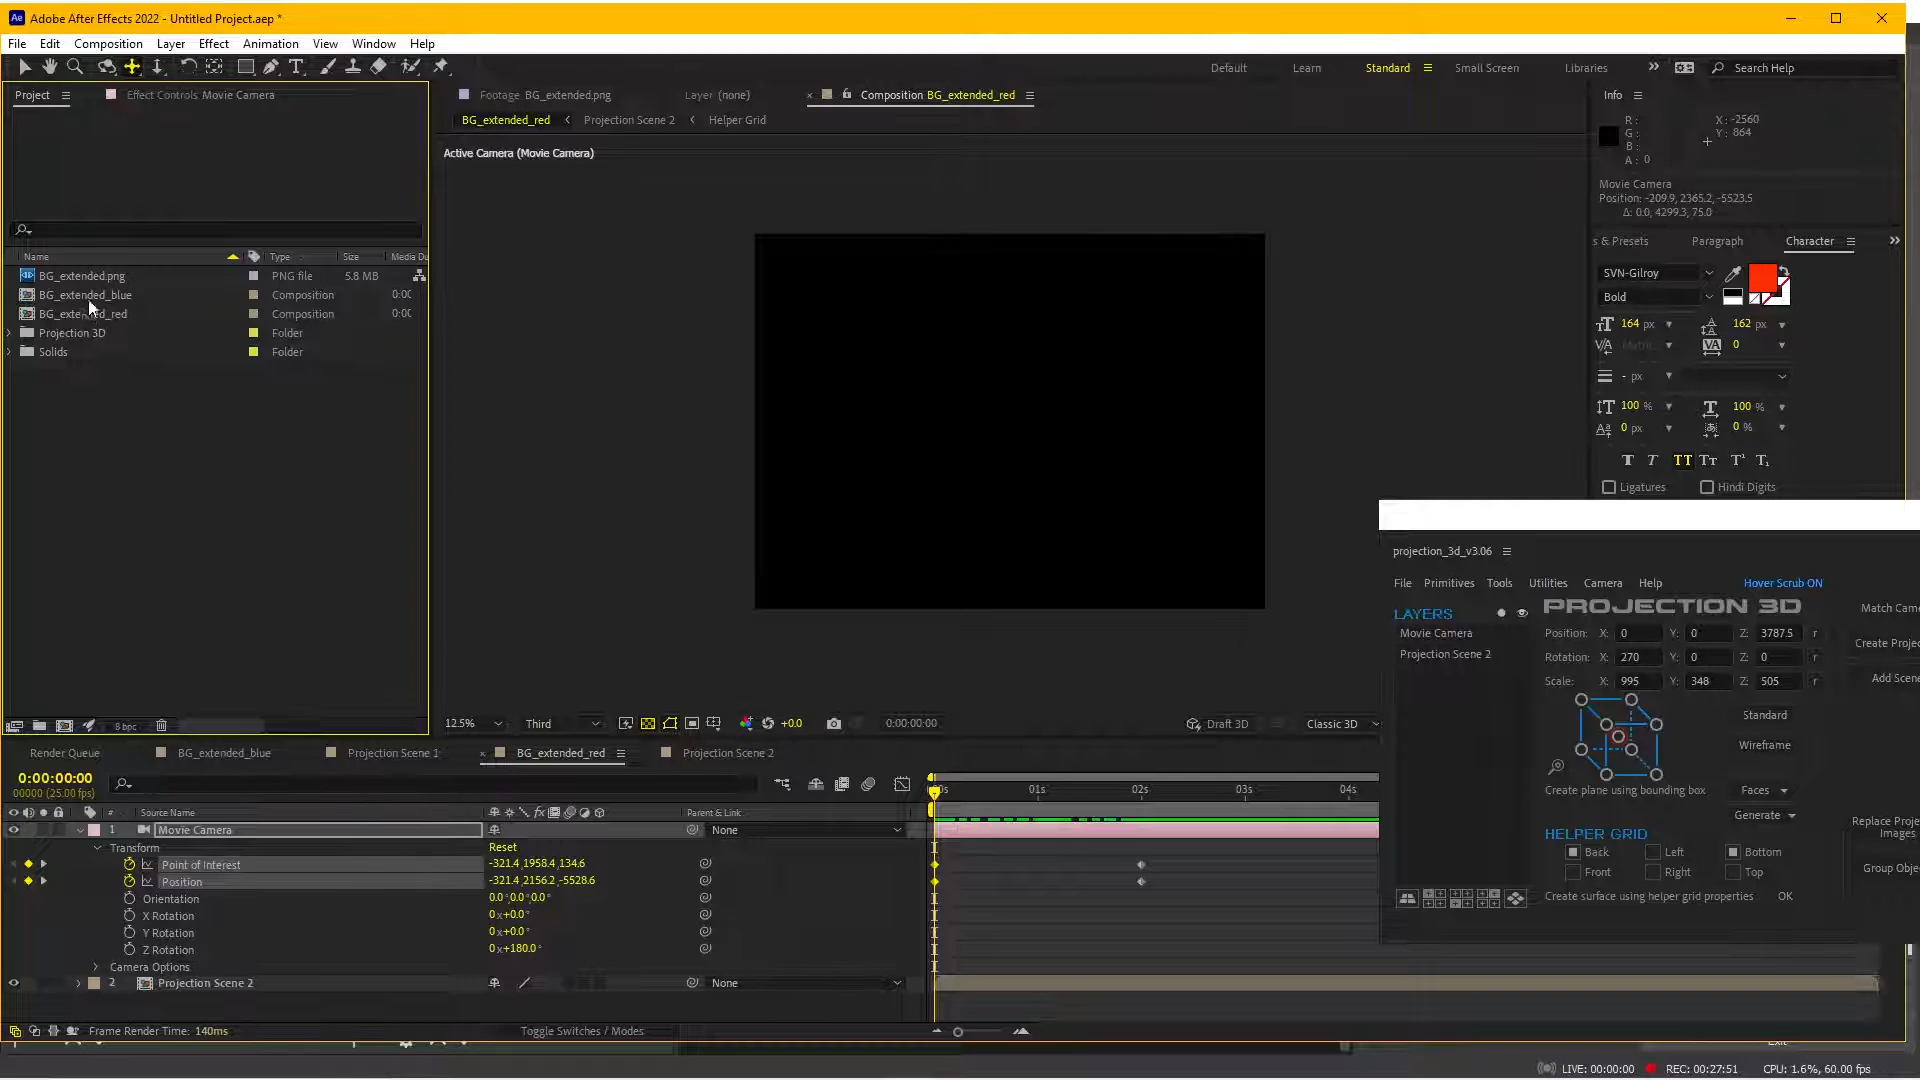 Ae Adobe After Effects 2022 - Untitled Project.aep *
File Edit Composition Layer Effect Animation View Window Help
Default Learn Standard Small Screen Libraries Search Help
Project Effect Controls Movie Camera
Footage BG_extended.png Layer (none) Composition BG_extended_red
BG_extended_red Projection Scene 2 Helper Grid
Active Camera (Movie Camera)
Info
R :
G :
B :
A : 0
X : -2560
Y : 864
Movie Camera
Position: -209.9, 2365.2, -5523.5
Δ: 0.0, 4299.3, 75.0
s & Presets Paragraph Character
SVN-Gilroy
Bold
164 px 162 px
0
- px
100 % 100 %
0 px 0 %
Ligatures Hindi Digits
Name Type Size Media Du
BG_extended.png PNG file 5.8 MB
BG_extended_blue Composition 0:00
BG_extended_red Composition 0:00
Projection 3D Folder
Solids Folder
8 bpc
12.5% Third +0.0 0:00:00:00 Draft 3D Classic 3D
projection_3d_v3.06
File Primitives Tools Utilities Camera Help Hover Scrub ON
LAYERS PROJECTION 3D
Movie Camera
Projection Scene 2
Position: X: 0 Y: 0 Z: 3787.5 r
Rotation: X: 270 Y: 0 Z: 0 r
Scale: X: 995 Y: 348 Z: 505 r
Match Came
Create Projec
Add Scene
Standard
Wireframe
Create plane using bounding box Faces
Generate
Replace Proje
Images
HELPER GRID
Back Left Bottom
Front Right Top
Group Objec
Create surface using helper grid properties OK
Render Queue BG_extended_blue Projection Scene 1 BG_extended_red Projection Scene 2
0:00:00:00
00000 (25.00 fps)
01s 02s 03s 04s
# Source Name Parent & Link
1 Movie Camera None
Transform Reset
Point of Interest -321.4,1958.4,134.6
Position -321.4,2156.2,-5528.6
Orientation 0.0°,0.0°,0.0°
X Rotation 0x+0.0°
Y Rotation 0x+0.0°
Z Rotation 0x+180.0°
Camera Options
2 Projection Scene 2 None
Frame Render Time: 140ms Toggle Switches / Modes
LIVE: 00:00:00 REC: 00:27:51 CPU: 1.6%, 60.00 fps